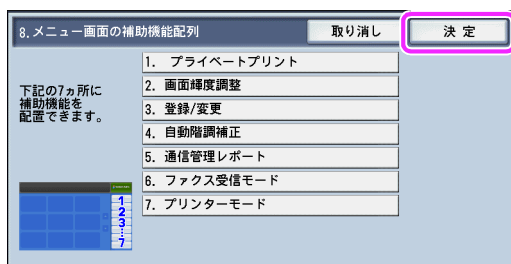 8.メニュー画面の補助機能配列
取り消し
決 定
下記の7ヵ所に
補助機能を
配置できます。
1. プライベートプリント
2. 画面輝度調整
3. 登録/変更
4. 自動階調補正
5. 通信管理レポート
6. ファクス受信モード
7. プリンターモード
1
2
3
7